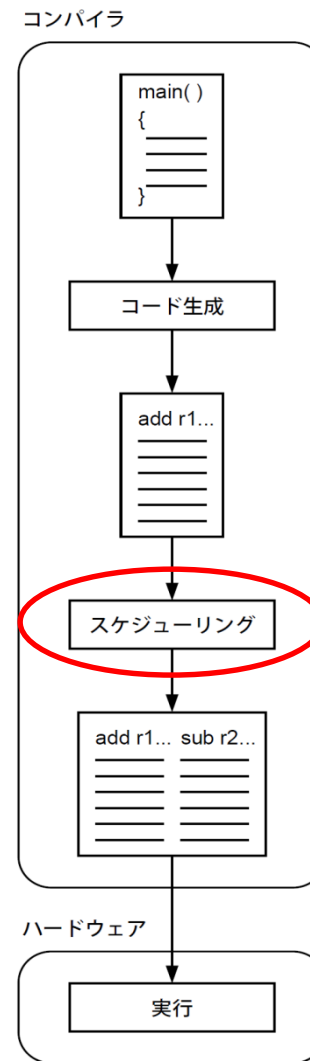 コンパイラ
main( )
{
}
コード生成
add r1...
スケジューリング
add r1... sub r2...
ハードウェア
実行